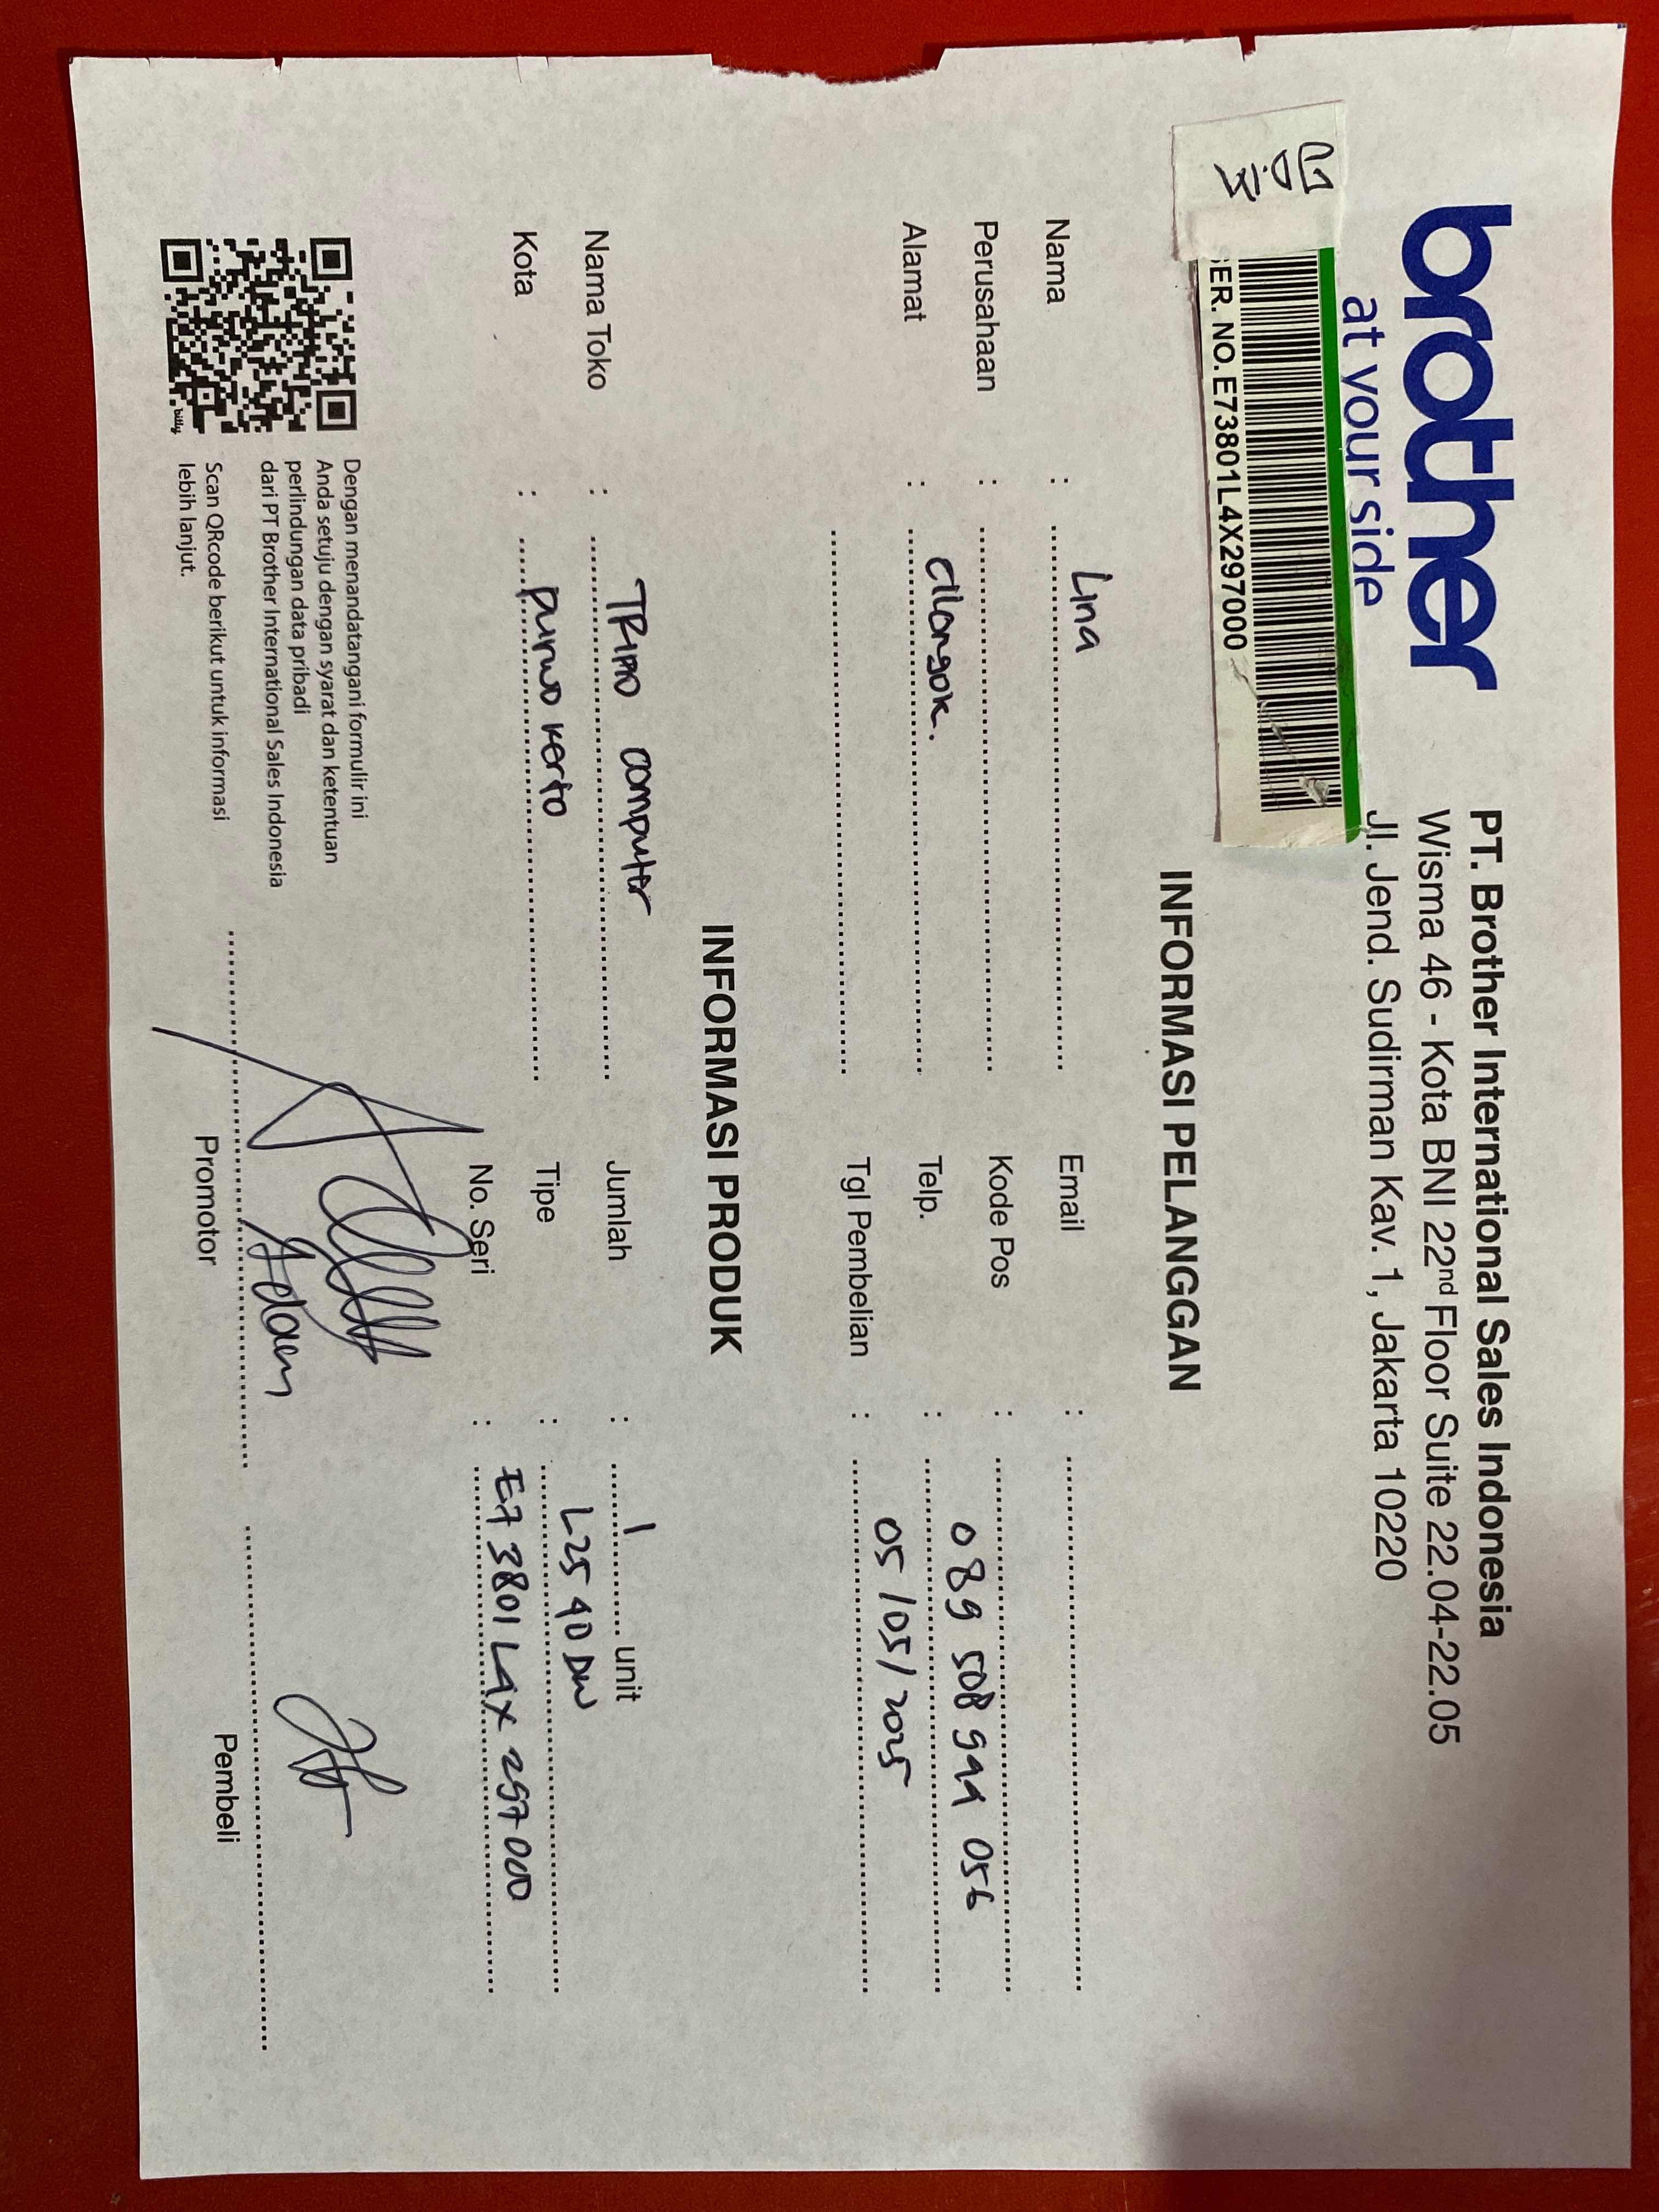 brother
at your side
PT. Brother International Sales Indonesia
Wisma 46 - Kota BNI 22nd Floor Suite 22.04-22.05
Jl. Jend. Sudirman Kav. 1, Jakarta 10220
SER. NO. E73801L4X297000
INFORMASI PELANGGAN
Nama : Lina
Email :
Perusahaan :
Kode Pos :
Alamat : cilongok.
Telp. : 089 508 944 056
Tgl Pembelian : 05/05/2025
INFORMASI PRODUK
Nama Toko : computer
Jumlah : 1 unit
Kota : purwokerto
Tipe : L2540DW
No. Seri : E73801L4X297000
Dengan menandatangani formulir ini
Anda setuju dengan syarat dan ketentuan
perlindungan data pribadi
dari PT Brother International Sales Indonesia
Scan QRcode berikut untuk informasi
lebih lanjut.
bitly
Adam
Promotor
Pembeli